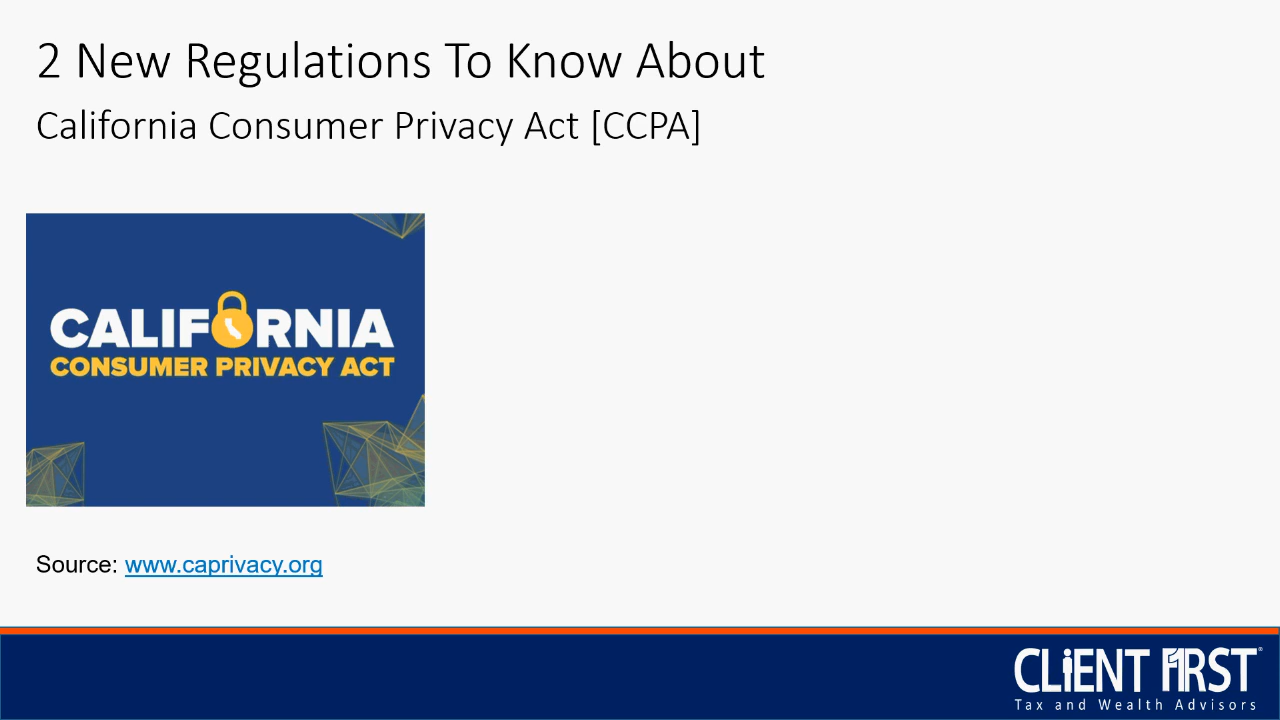 2 New Regulations To Know About
California Consumer Privacy Act [CCPA]
CALIFORNIA
CONSUMER PRIVACY ACT
Source: www.caprivacy.org
CLiENT F1RST®
Tax and Wealth Advisors